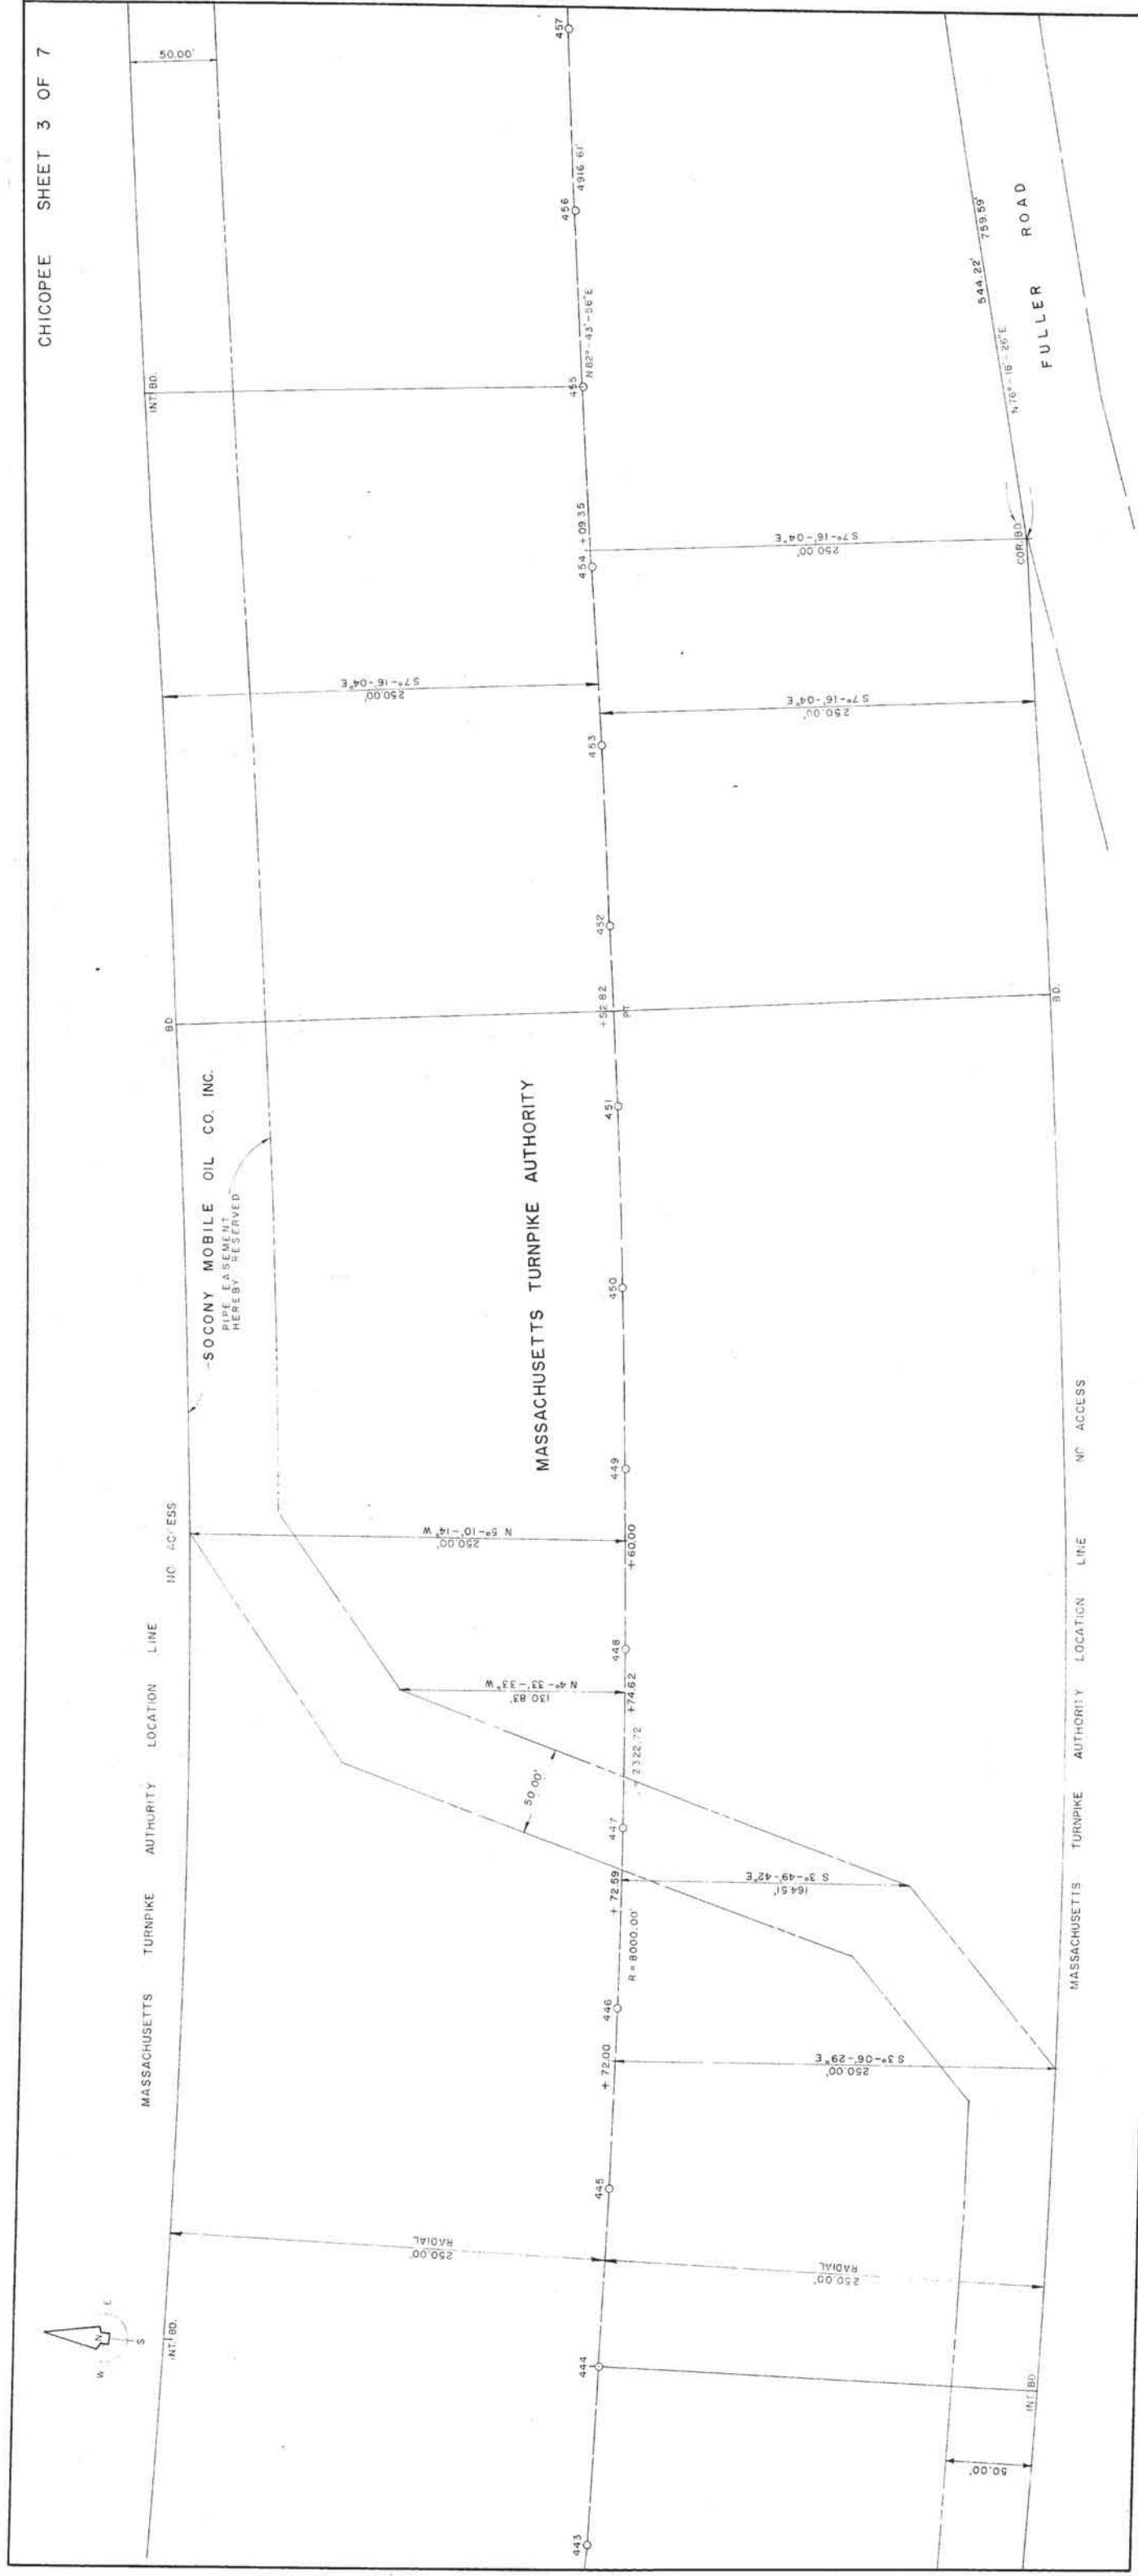 CHICOPEE SHEET 3 OF 7
50.00'
INT. BD.
BD.
SOCONY MOBILE OIL CO. INC.
PIPE EASEMENT
HEREBY RESERVED
MASSACHUSETTS TURNPIKE AUTHORITY LOCATION LINE NO ACCESS
W
N
E
S
INT. BD.
250.00'
S 7°-16'-04"E
250.00'
N 5°-10'-14" W
130.83'
N 4°-33'-33" W
250.00'
RADIAL
50.00'
MASSACHUSETTS TURNPIKE AUTHORITY
443
444
445
+ 72.00
446
+ 72.59
447
+74.62
448
+60.00
449
450
451
+52.82
PT
452
453
454
+09.35
455
456
457
R = 8000.00'
= 2322.72'
N82°-43'-56"E
4916.61'
250.00'
RADIAL
250.00'
S 3°-06'-29" E
164.51'
S 3°-49'-42"E
250.00'
S 7°-16'-04"E
250.00'
S 7°-16'-04"E
50.00'
INT. BD.
BD.
COR. BD.
N 76°-16'-26"E
544.22'
759.59'
FULLER ROAD
MASSACHUSETTS TURNPIKE AUTHORITY LOCATION LINE NO ACCESS